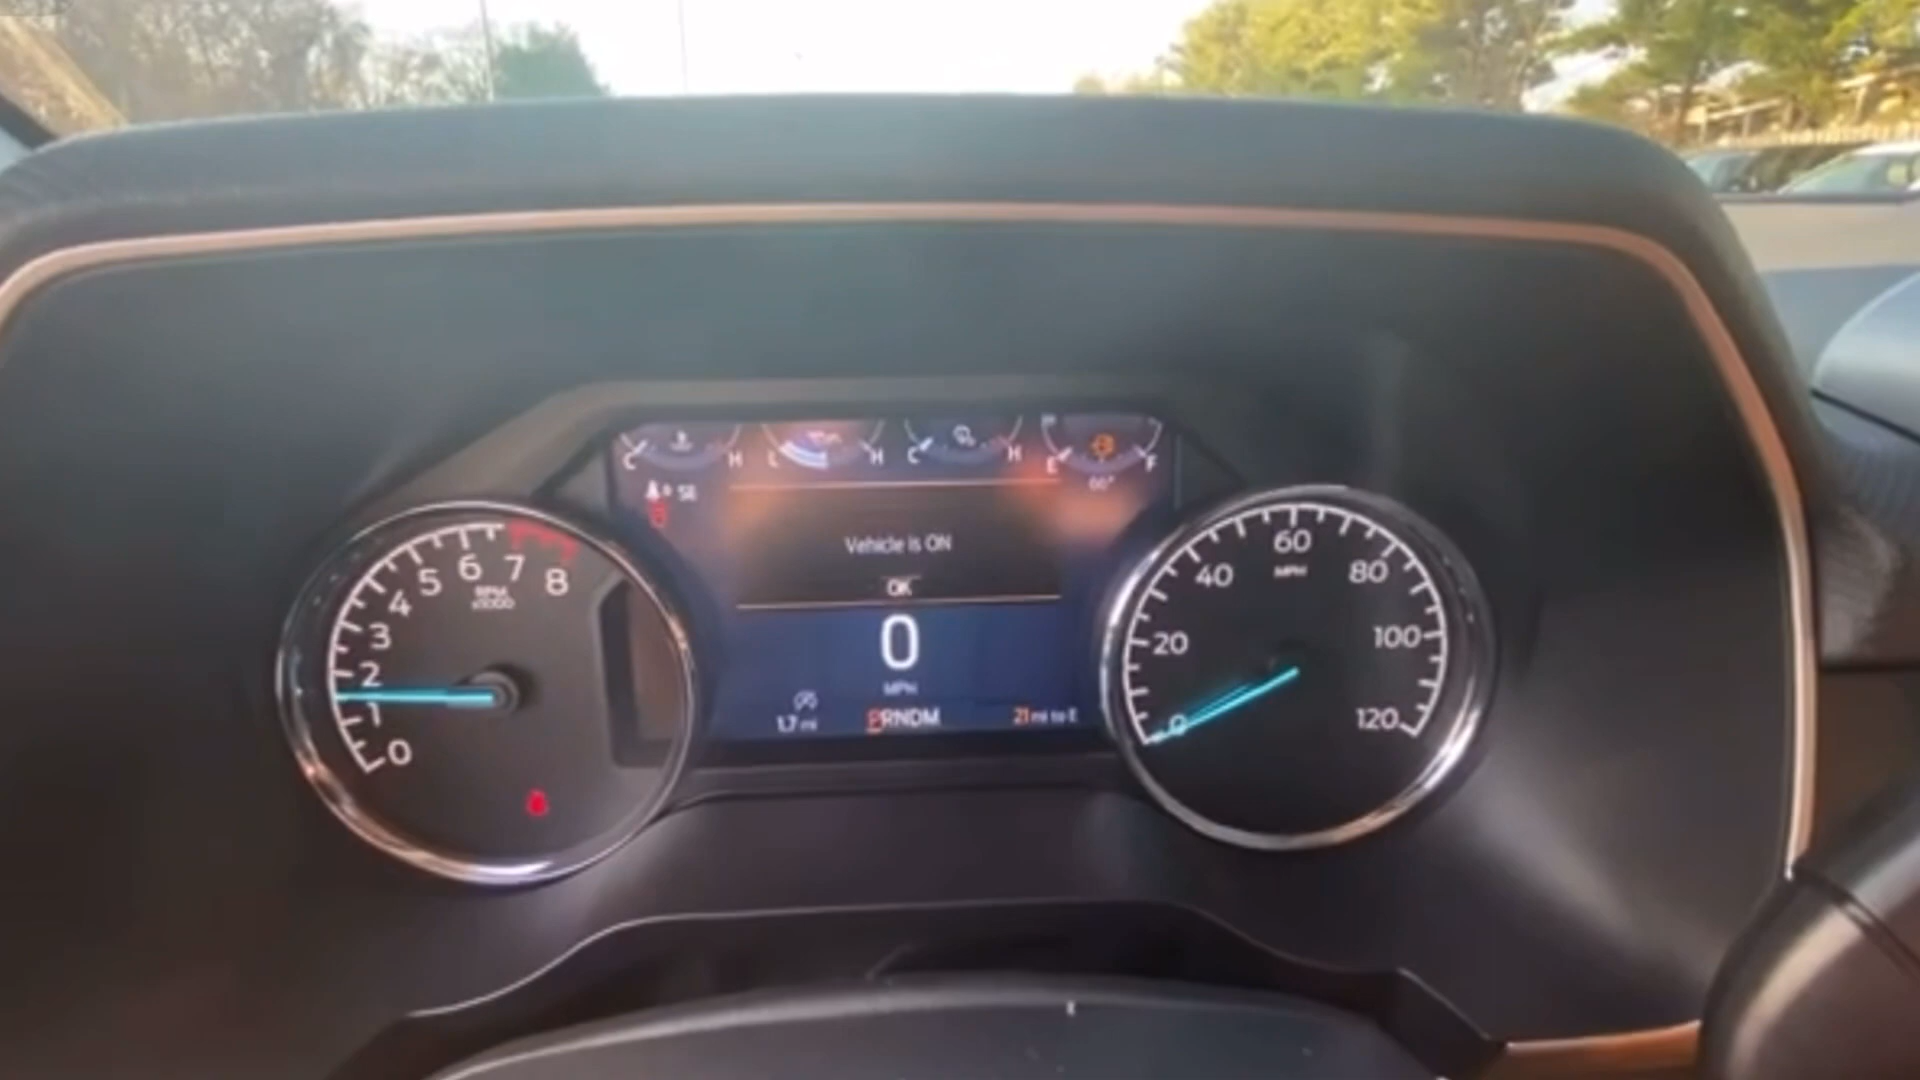 C H L H C H E F
66°
Vehicle is ON
OK
0
MPH
1.7 mi PRNDM 21 mi to E
0 1 2 3 4 5 6 7 8
RPM
x1000
0 20 40 60 80 100 120
MPH